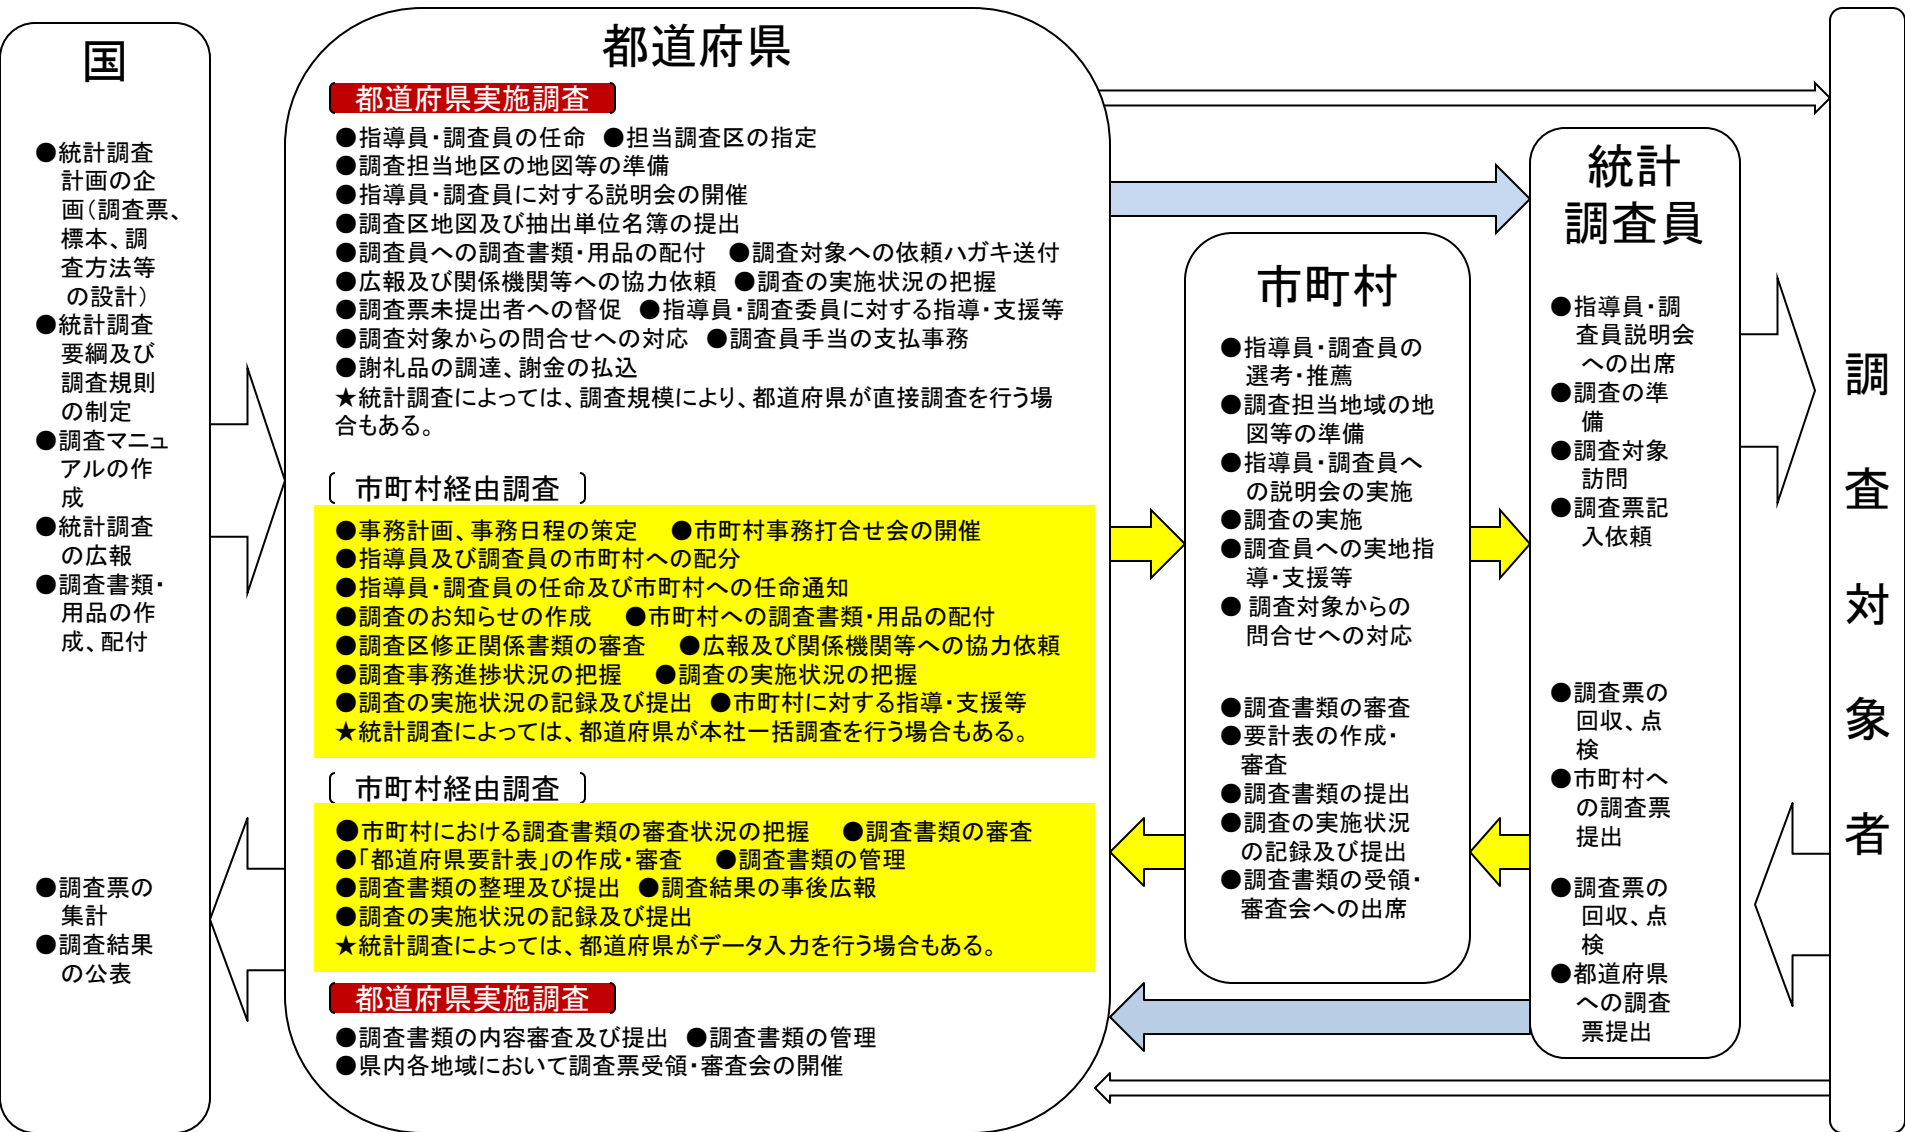 国
●統計調査
計画の企
画（調査票、
標本、調
査方法等
の設計）
●統計調査
要綱及び
調査規則
の制定
●調査マニュ
アルの作
成
●統計調査
の広報
●調査書類・
用品の作
成、配付
●調査票の
集計
●調査結果
の公表
都道府県
都道府県実施調査
●指導員・調査員の任命　●担当調査区の指定
●調査担当地区の地図等の準備
●指導員・調査員に対する説明会の開催
●調査区地図及び抽出単位名簿の提出
●調査員への調査書類・用品の配付　●調査対象への依頼ハガキ送付
●広報及び関係機関等への協力依頼　●調査の実施状況の把握
●調査票未提出者への督促　●指導員・調査委員に対する指導・支援等
●調査対象からの問合せへの対応　●調査員手当の支払事務
●謝礼品の調達、謝金の払込
★統計調査によっては、調査規模により、都道府県が直接調査を行う場
合もある。
市町村経由調査
●事務計画、事務日程の策定　●市町村事務打合せ会の開催
●指導員及び調査員の市町村への配分
●指導員・調査員の任命及び市町村への任命通知
●調査のお知らせの作成　●市町村への調査書類・用品の配付
●調査区修正関係書類の審査　●広報及び関係機関等への協力依頼
●調査事務進捗状況の把握　●調査の実施状況の把握
●調査の実施状況の記録及び提出　●市町村に対する指導・支援等
★統計調査によっては、都道府県が本社一括調査を行う場合もある。
市町村経由調査
●市町村における調査書類の審査状況の把握　●調査書類の審査
●「都道府県要計表」の作成・審査　●調査書類の管理
●調査書類の整理及び提出　●調査結果の事後広報
●調査の実施状況の記録及び提出
★統計調査によっては、都道府県がデータ入力を行う場合もある。
都道府県実施調査
●調査書類の内容審査及び提出　●調査書類の管理
●県内各地域において調査票受領・審査会の開催
市町村
●指導員・調査員の
選考・推薦
●調査担当地域の地
図等の準備
●指導員・調査員へ
の説明会の実施
●調査の実施
●調査員への実地指
導・支援等
● 調査対象からの
問合せへの対応
●調査書類の審査
●要計表の作成・
審査
●調査書類の提出
●調査の実施状況
の記録及び提出
●調査書類の受領・
審査会への出席
統計
調査員
●指導員・調
査員説明会
への出席
●調査の準
備
●調査対象
訪問
●調査票記
入依頼
●調査票の
回収、点
検
●市町村へ
の調査票
提出
●調査票の
回収、点
検
●都道府県
への調査
票提出
調査対象者